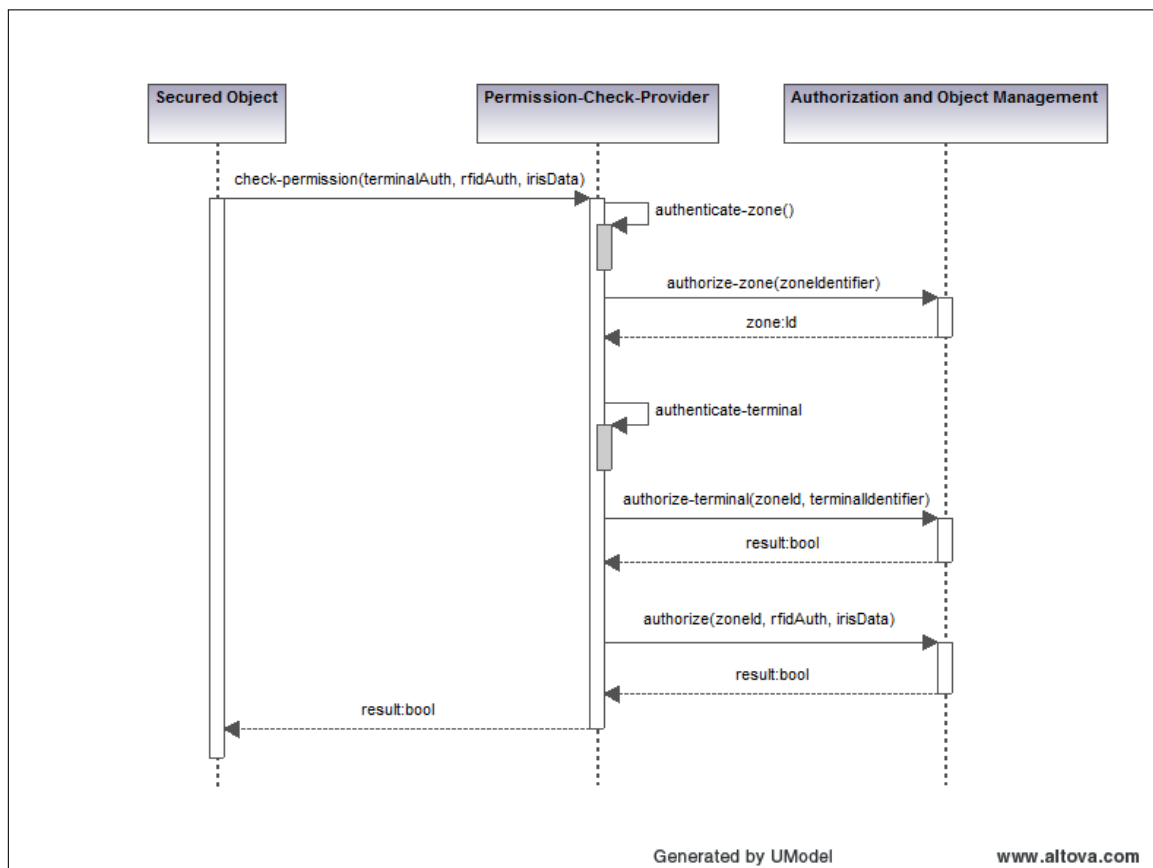 Secured Object
Permission-Check-Provider
Authorization and Object Management
check-permission(terminalAuth, rfidAuth, irisData)
authenticate-zone()
authorize-zone(zoneIdentifier)
zone:Id
authenticate-terminal
authorize-terminal(zoneId, terminalIdentifier)
result:bool
authorize(zoneId, rfidAuth, irisData)
result:bool
result:bool
Generated by UModel
www.altova.com